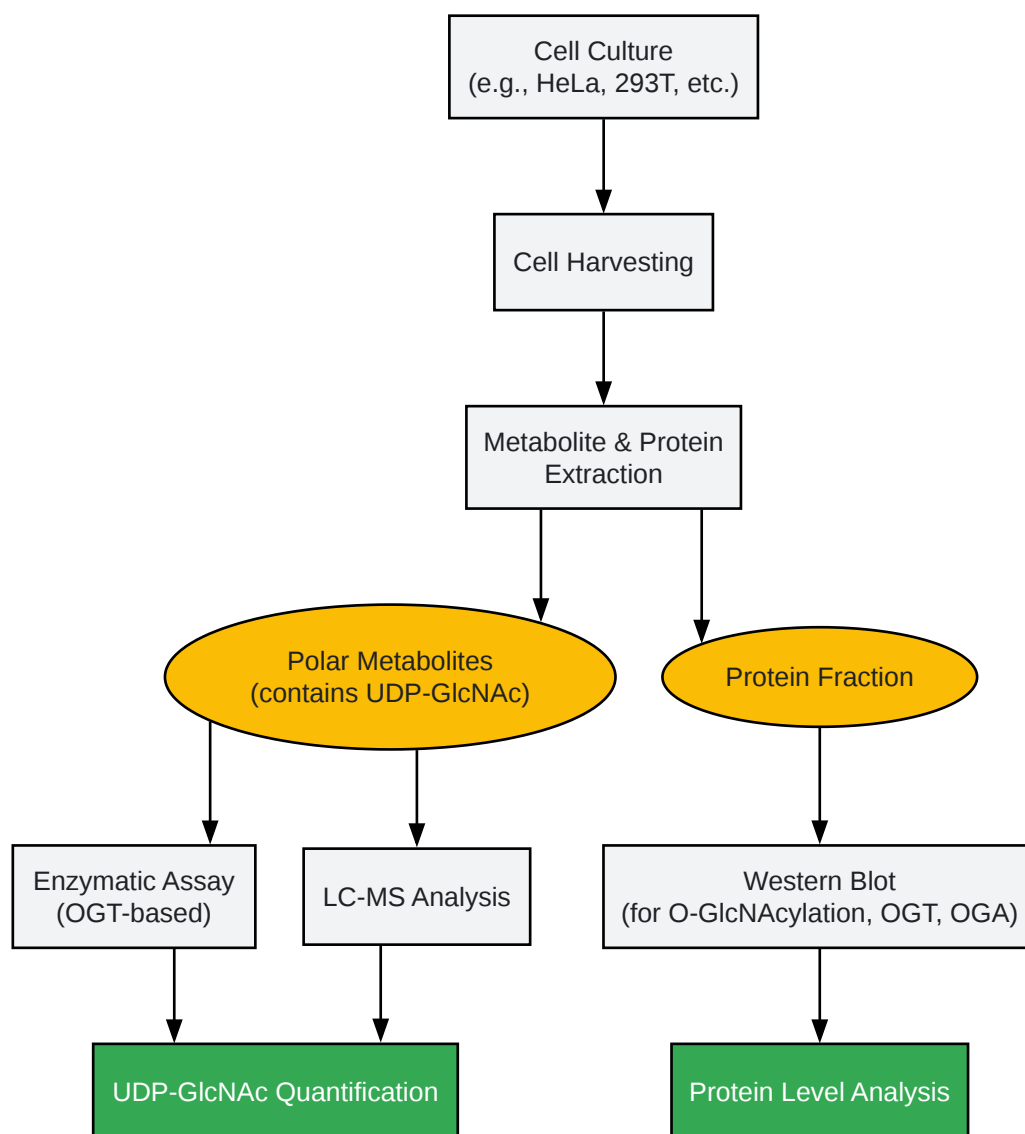 Cell Culture
(e.g., HeLa, 293T, etc.)
Cell Harvesting
Metabolite & Protein
Extraction
Polar Metabolites
(contains UDP-GlcNAc)
Protein Fraction
Enzymatic Assay
(OGT-based)
LC-MS Analysis
Western Blot
(for O-GlcNAcylation, OGT, OGA)
UDP-GlcNAc Quantification
Protein Level Analysis